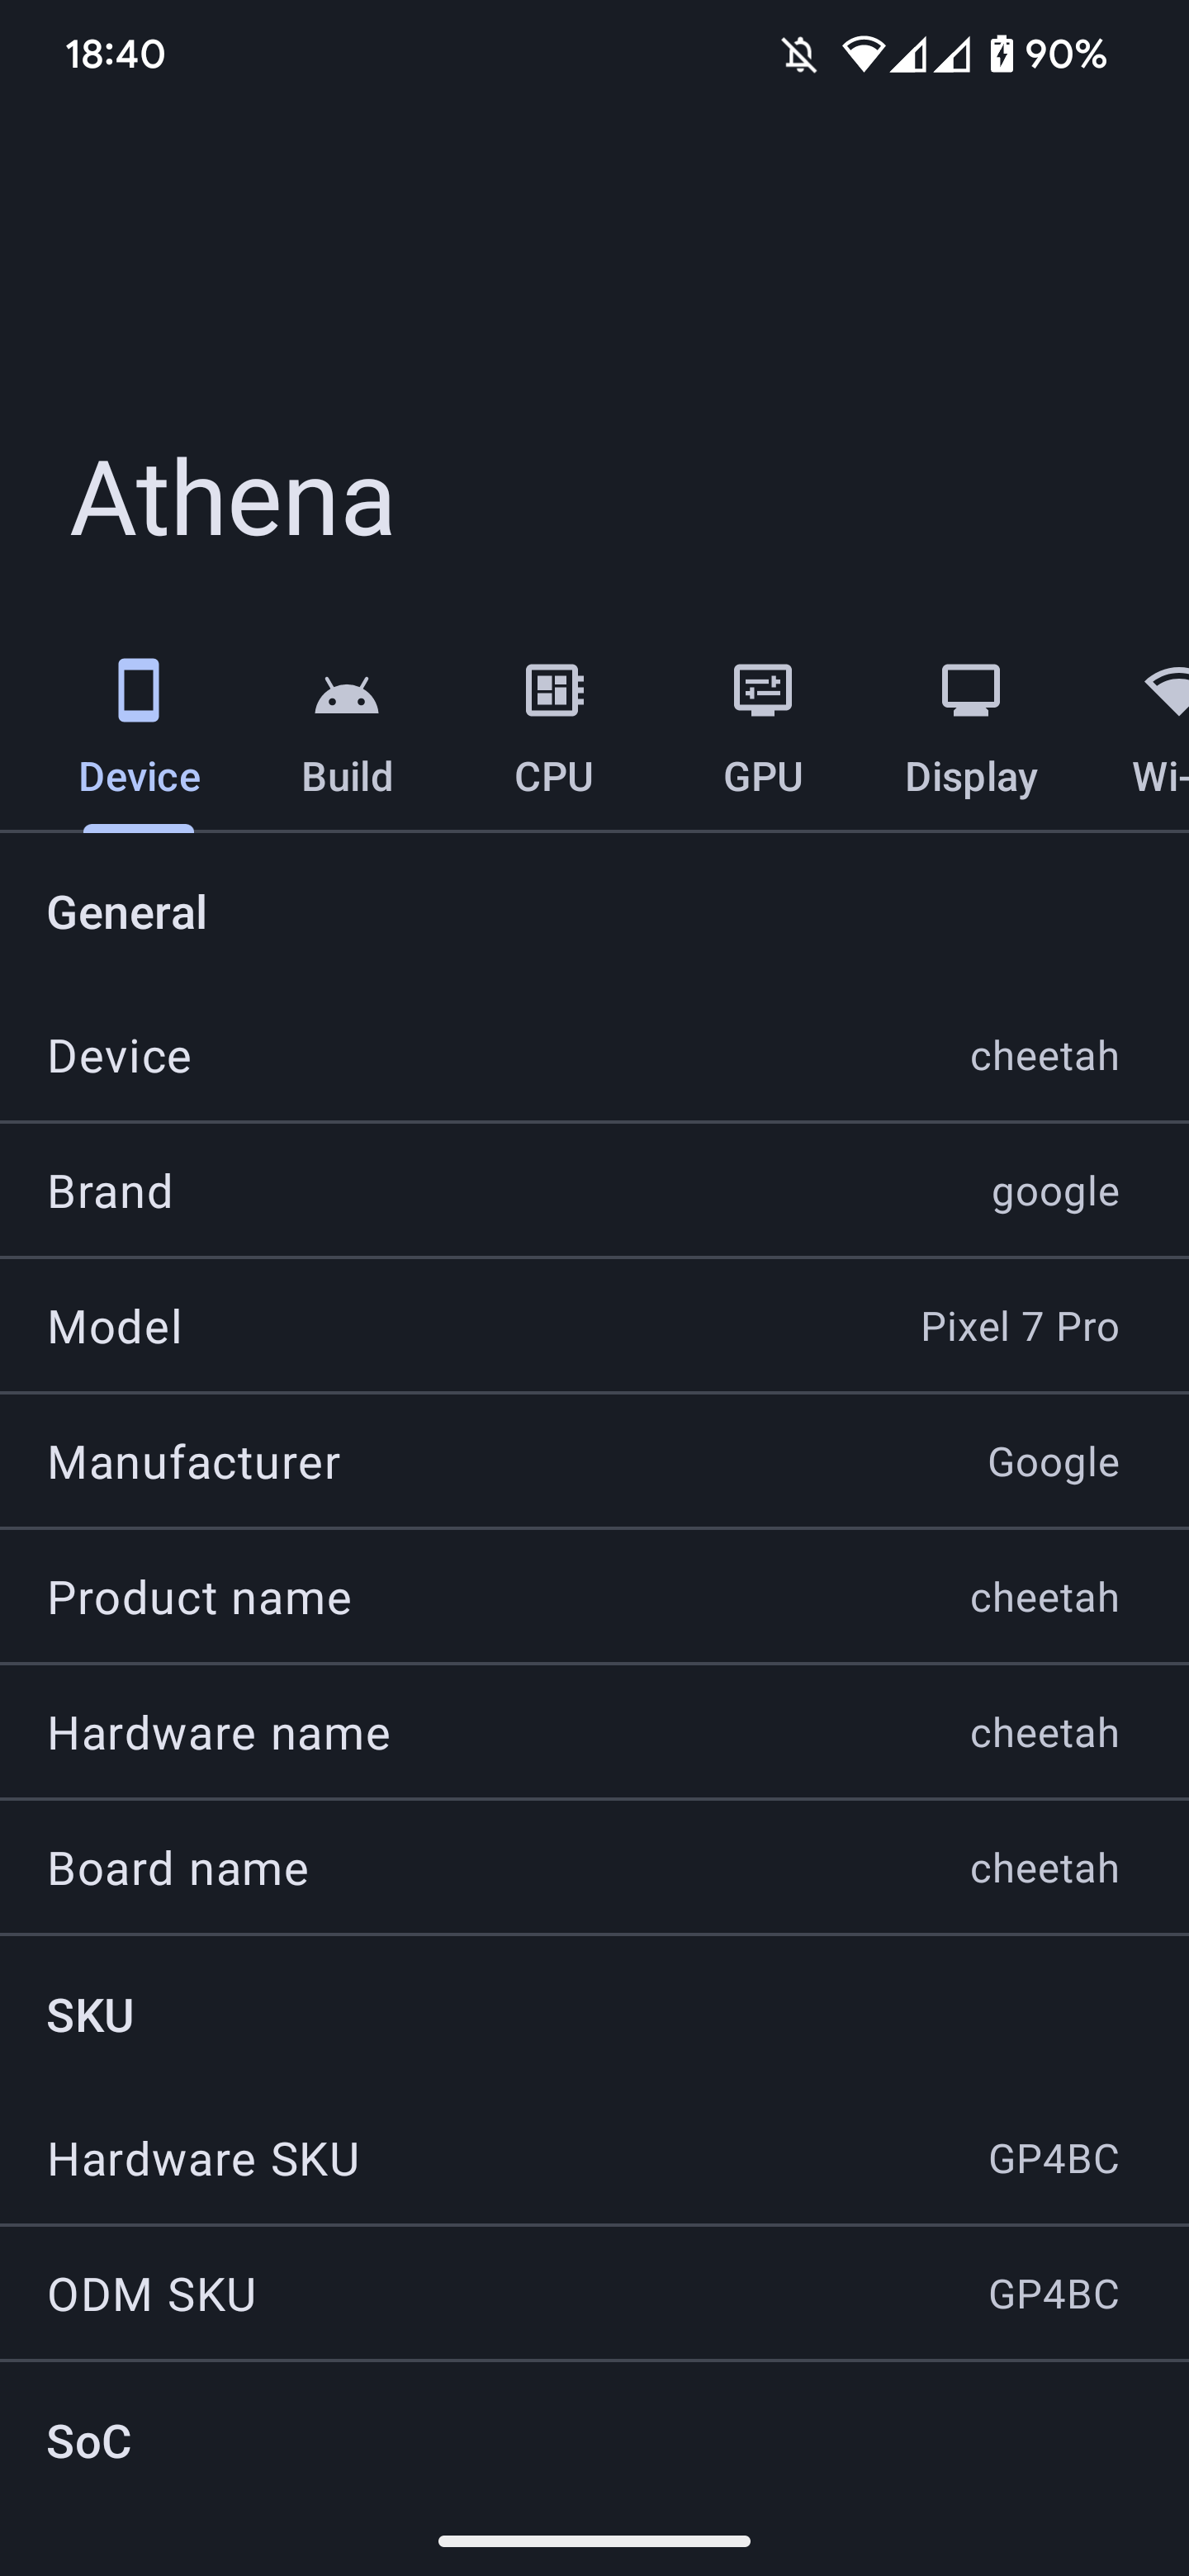 18:40 90%
Athena
Device Build CPU GPU Display Wi-
General
Device cheetah
Brand google
Model Pixel 7 Pro
Manufacturer Google
Product name cheetah
Hardware name cheetah
Board name cheetah
SKU
Hardware SKU GP4BC
ODM SKU GP4BC
SoC